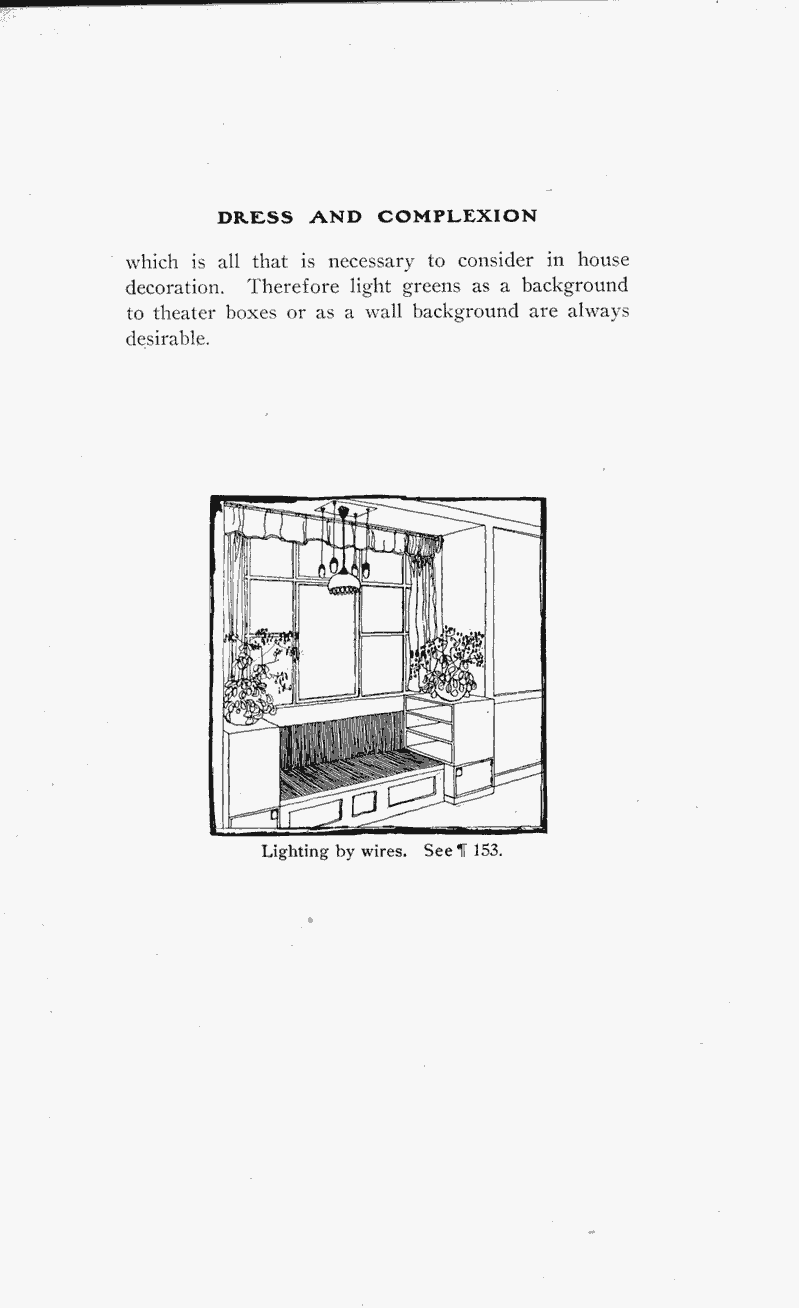 DRESS AND COMPLEXION
which is all that is necessary to consider in house
decoration. Therefore light greens as a background
to theater boxes or as a wall background are always
desirable.
Lighting by wires. See ¶ 153.